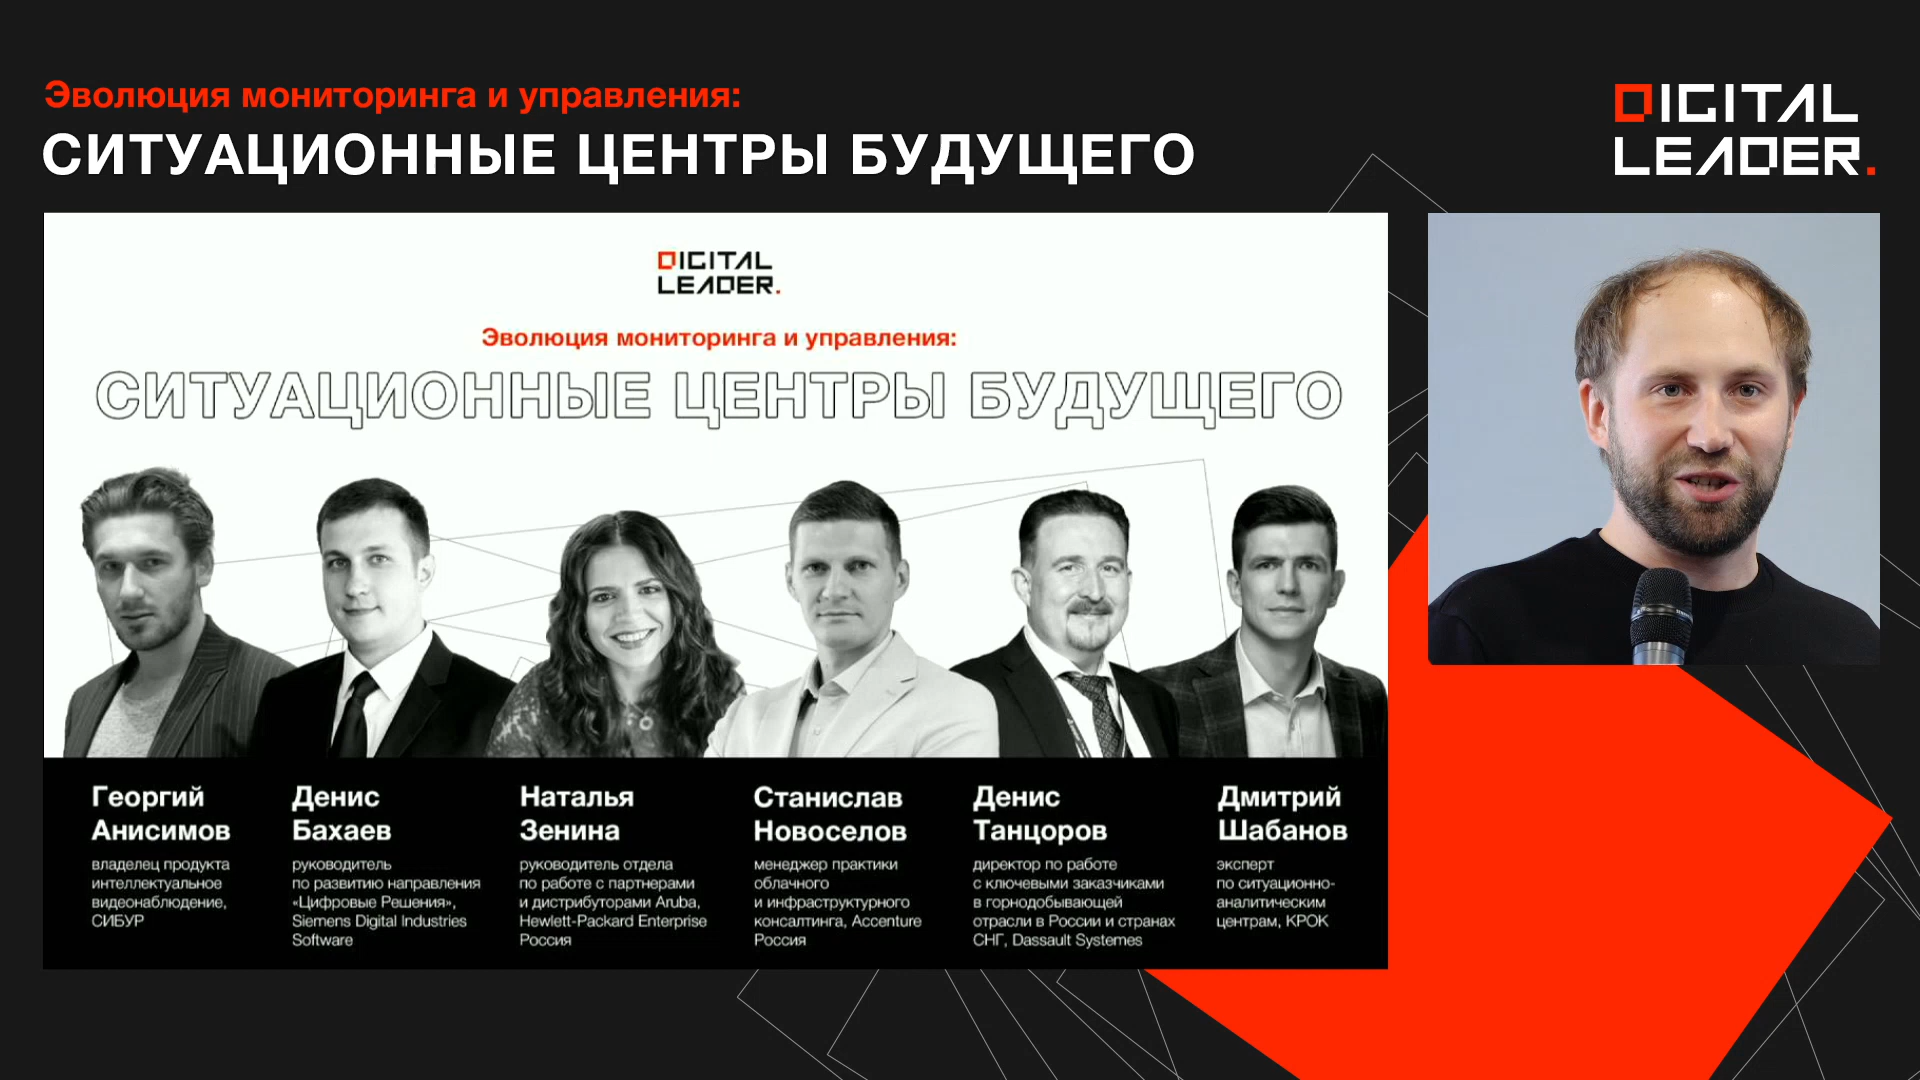 Эволюция мониторинга и управления:
СИТУАЦИОННЫЕ ЦЕНТРЫ БУДУЩЕГО
DIGITAL
LEADER.
DIGITAL
LEADER.
Эволюция мониторинга и управления:
СИТУАЦИОННЫЕ ЦЕНТРЫ БУДУЩЕГО
Георгий
Анисимов
владелец продукта
интеллектуальное
видеонаблюдение,
СИБУР
Денис
Бахаев
руководитель
по развитию направления
«Цифровые Решения»,
Siemens Digital Industries
Software
Наталья
Зенина
руководитель отдела
по работе с партнерами
и дистрибуторами Aruba,
Hewlett-Packard Enterprise
Россия
Станислав
Новоселов
менеджер практики
облачного
и инфраструктурного
консалтинга, Accenture
Россия
Денис
Танцоров
директор по работе
с ключевыми заказчиками
в горнодобывающей
отрасли в России и странах
СНГ, Dassault Systemes
Дмитрий
Шабанов
эксперт
по ситуационно-
аналитическим
центрам, КРОК